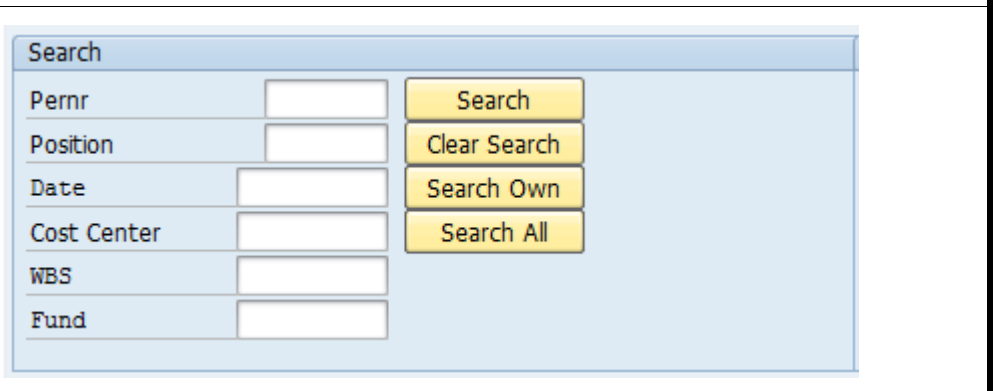 Search
Pernr Search
Position Clear Search
Date Search Own
Cost Center Search All
WBS
Fund